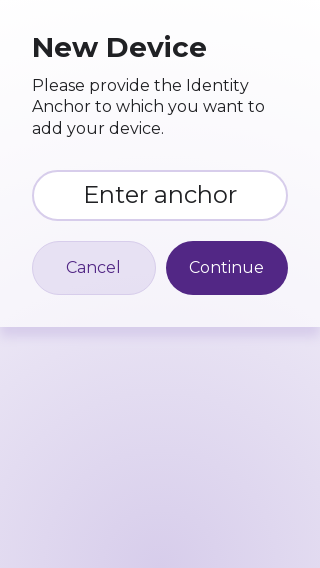 New Device
Please provide the Identity
Anchor to which you want to
add your device.
Enter anchor
Cancel
Continue